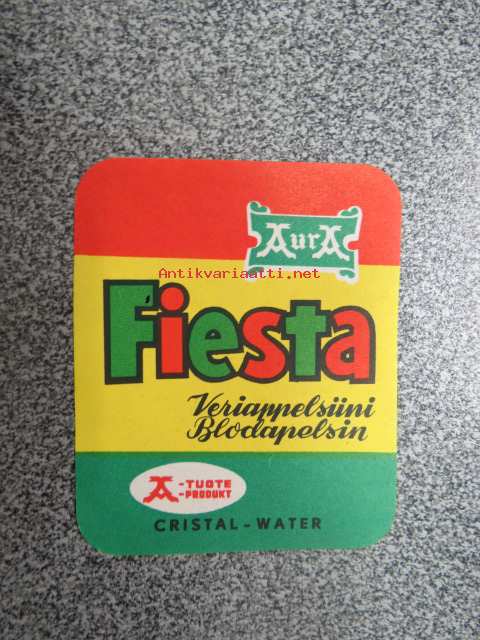 AurA
Antikvariaatti.net
Fiesta
Veriappelsiini
Blodapelsin
A -TUOTE
-PRODUKT
CRISTAL-WATER